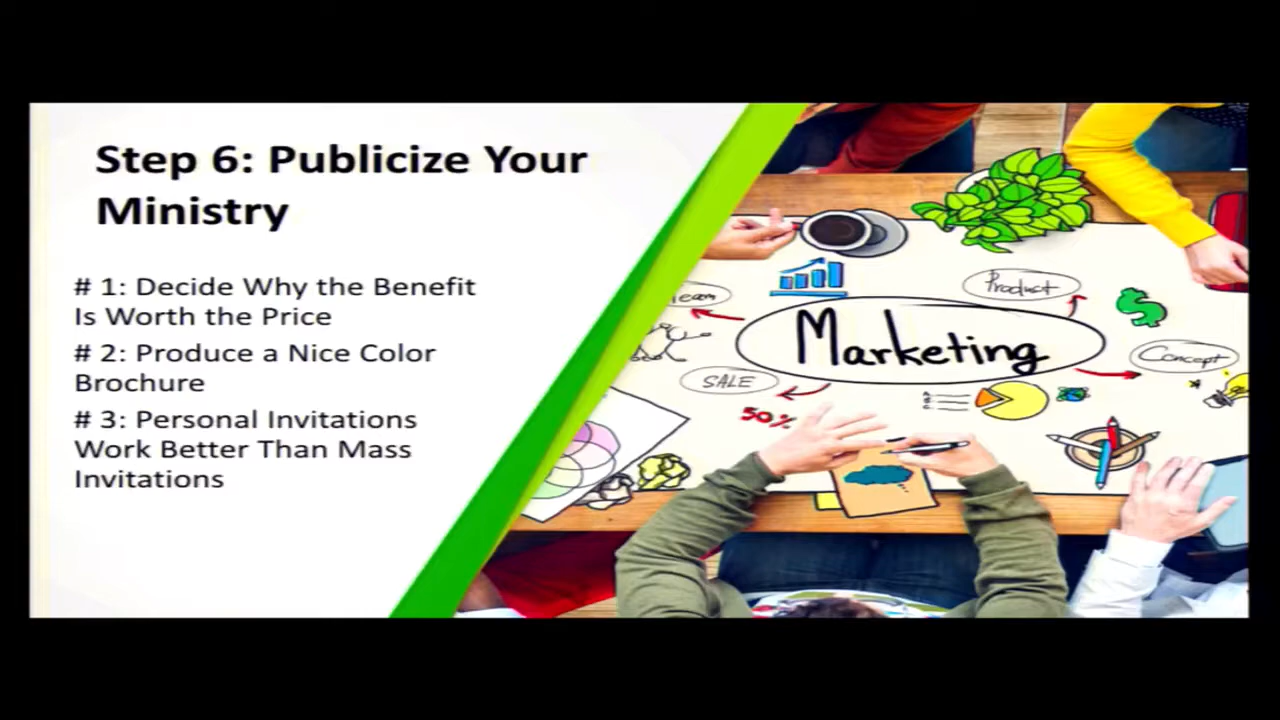 Step 6: Publicize Your
Ministry
# 1: Decide Why the Benefit
Is Worth the Price
# 2: Produce a Nice Color
Brochure
# 3: Personal Invitations
Work Better Than Mass
Invitations
Team
Product
Marketing
Concept
SALE
50%